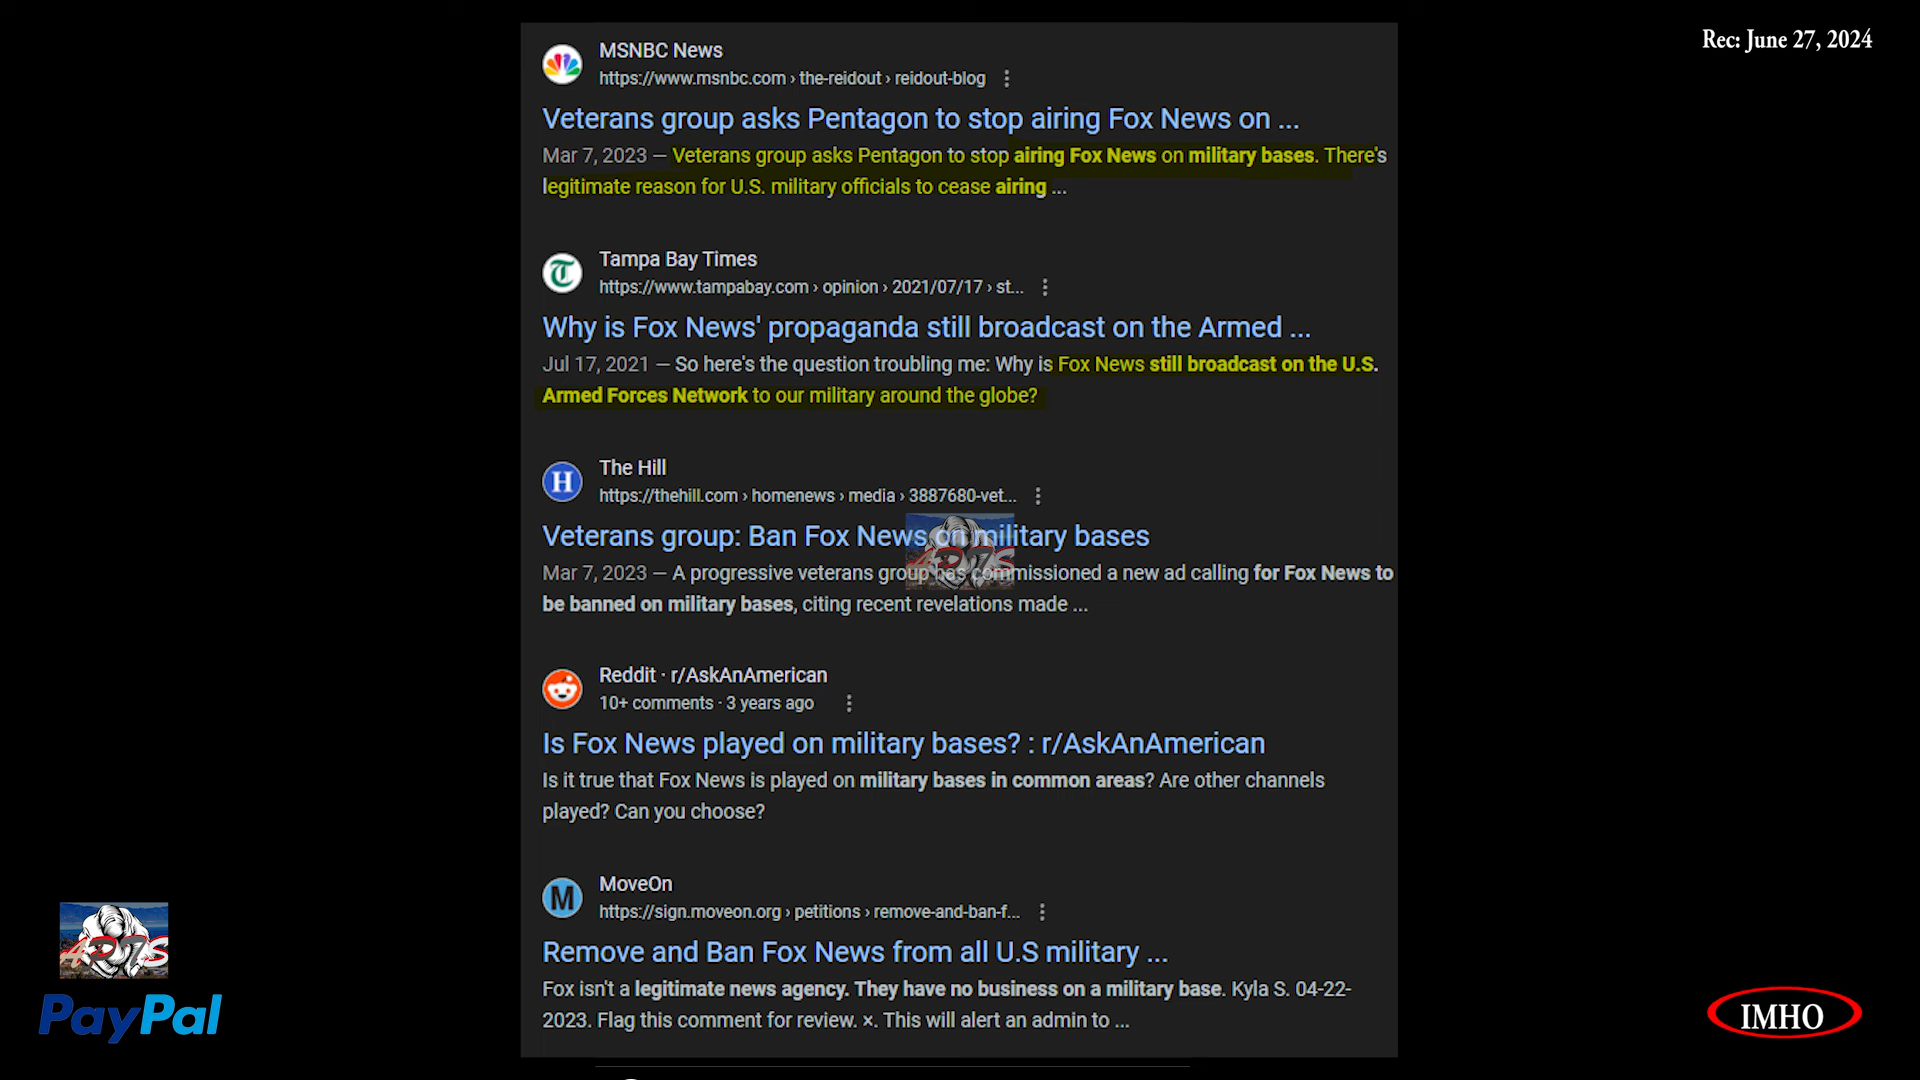 Rec: June 27, 2024
MSNBC News
https://www.msnbc.com › the-reidout › reidout-blog
Veterans group asks Pentagon to stop airing Fox News on ...
Mar 7, 2023 — Veterans group asks Pentagon to stop airing Fox News on military bases. There's
legitimate reason for U.S. military officials to cease airing ...
Tampa Bay Times
https://www.tampabay.com › opinion › 2021/07/17 › st...
Why is Fox News' propaganda still broadcast on the Armed ...
Jul 17, 2021 — So here's the question troubling me: Why is Fox News still broadcast on the U.S.
Armed Forces Network to our military around the globe?
H
The Hill
https://thehill.com › homenews › media › 3887680-vet...
Veterans group: Ban Fox News on military bases
Mar 7, 2023 — A progressive veterans group has commissioned a new ad calling for Fox News to
be banned on military bases, citing recent revelations made ...
Reddit · r/AskAnAmerican
10+ comments · 3 years ago
Is Fox News played on military bases? : r/AskAnAmerican
Is it true that Fox News is played on military bases in common areas? Are other channels
played? Can you choose?
M
MoveOn
https://sign.moveon.org › petitions › remove-and-ban-f...
Remove and Ban Fox News from all U.S military ...
Fox isn't a legitimate news agency. They have no business on a military base. Kyla S. 04-22-
2023. Flag this comment for review. ×. This will alert an admin to ...
PayPal
IMHO